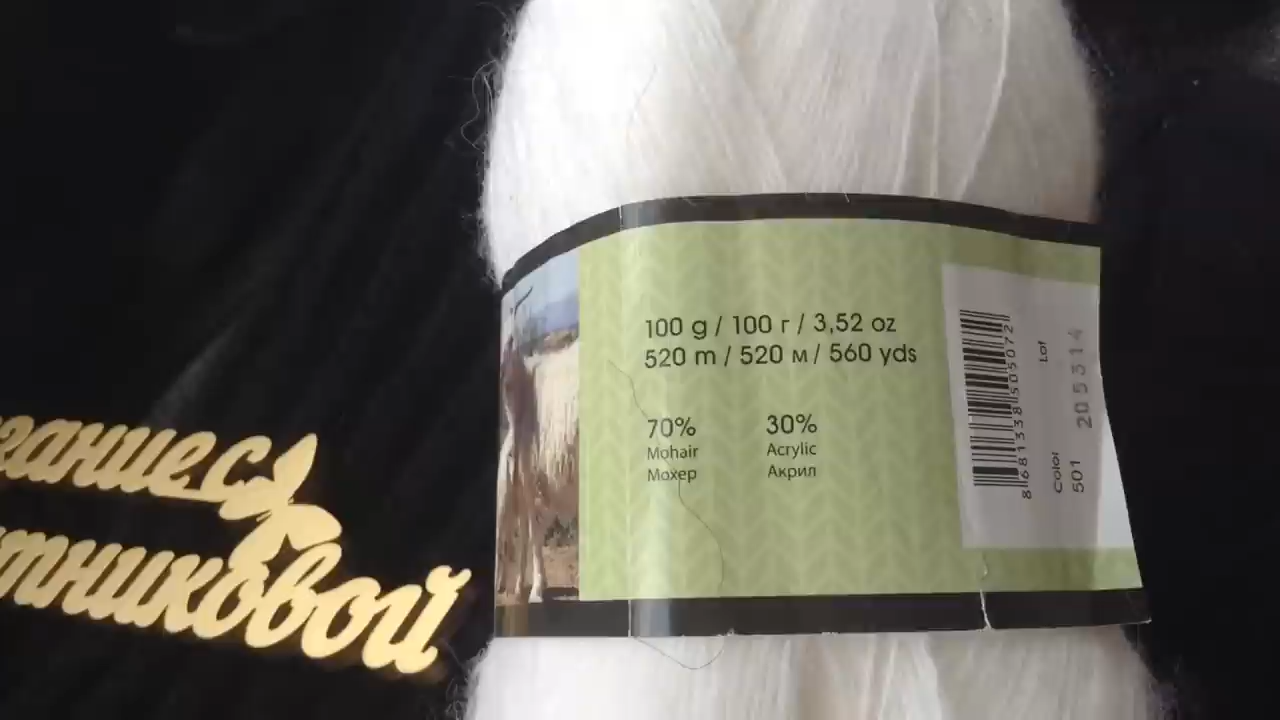 100 g / 100 г / 3,52 oz
520 m / 520 м / 560 yds
70%
Mohair
Мохер
30%
Acrylic
Акрил
8681338505072
Lot
205314
Color
501